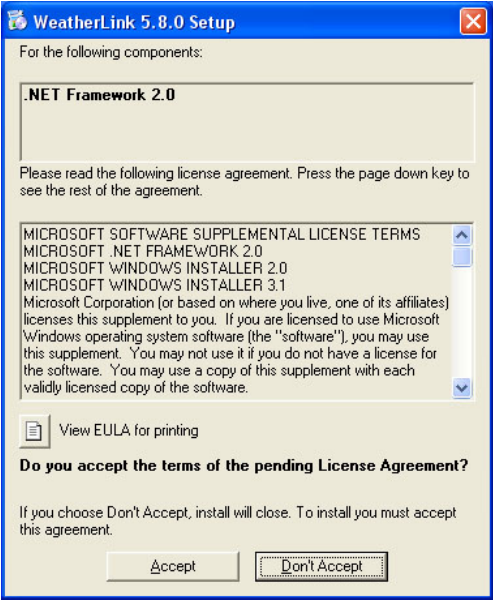 WeatherLink 5.8.0 Setup
For the following components:
.NET Framework 2.0
Please read the following license agreement. Press the page down key to
see the rest of the agreement.
MICROSOFT SOFTWARE SUPPLEMENTAL LICENSE TERMS
MICROSOFT .NET FRAMEWORK 2.0
MICROSOFT WINDOWS INSTALLER 2.0
MICROSOFT WINDOWS INSTALLER 3.1
Microsoft Corporation (or based on where you live, one of its affiliates)
licenses this supplement to you.  If you are licensed to use Microsoft
Windows operating system software (the "software"), you may use
this supplement.  You may not use it if you do not have a license for
the software.  You may use a copy of this supplement with each
validly licensed copy of the software.
View EULA for printing
Do you accept the terms of the pending License Agreement?
If you choose Don't Accept, install will close. To install you must accept
this agreement.
Accept
Don't Accept